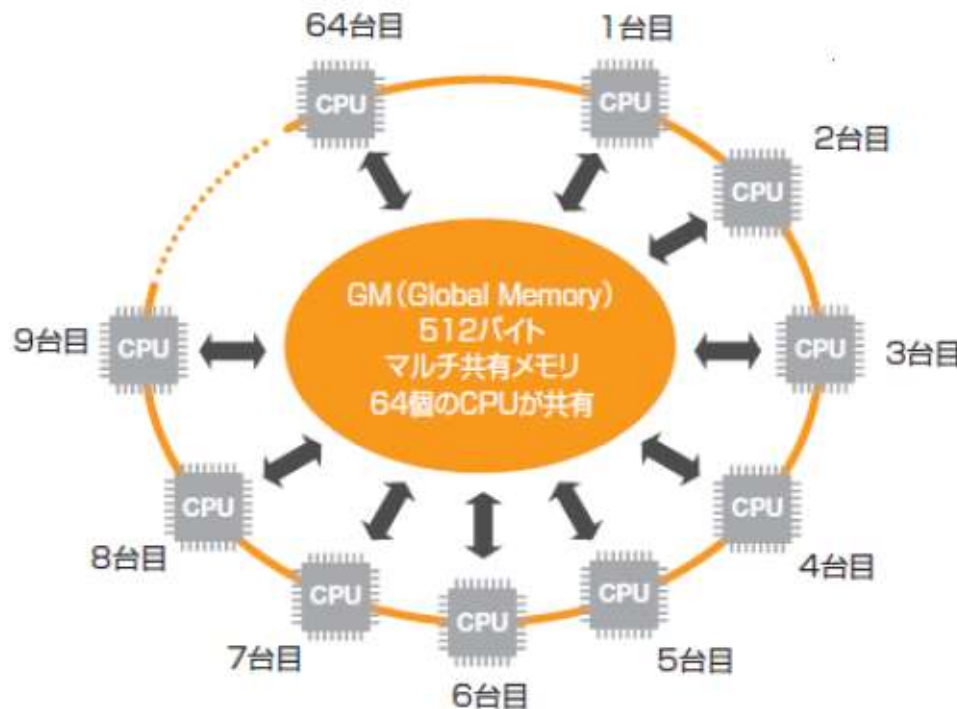 64台目
1台目
CPU
CPU
2台目
CPU
GM(Global Memory)
512バイト
マルチ共有メモリ
64個のCPUが共有
9台目
CPU
CPU
3台目
CPU
8台目
CPU
4台目
CPU
7台目
CPU
6台目
CPU
5台目